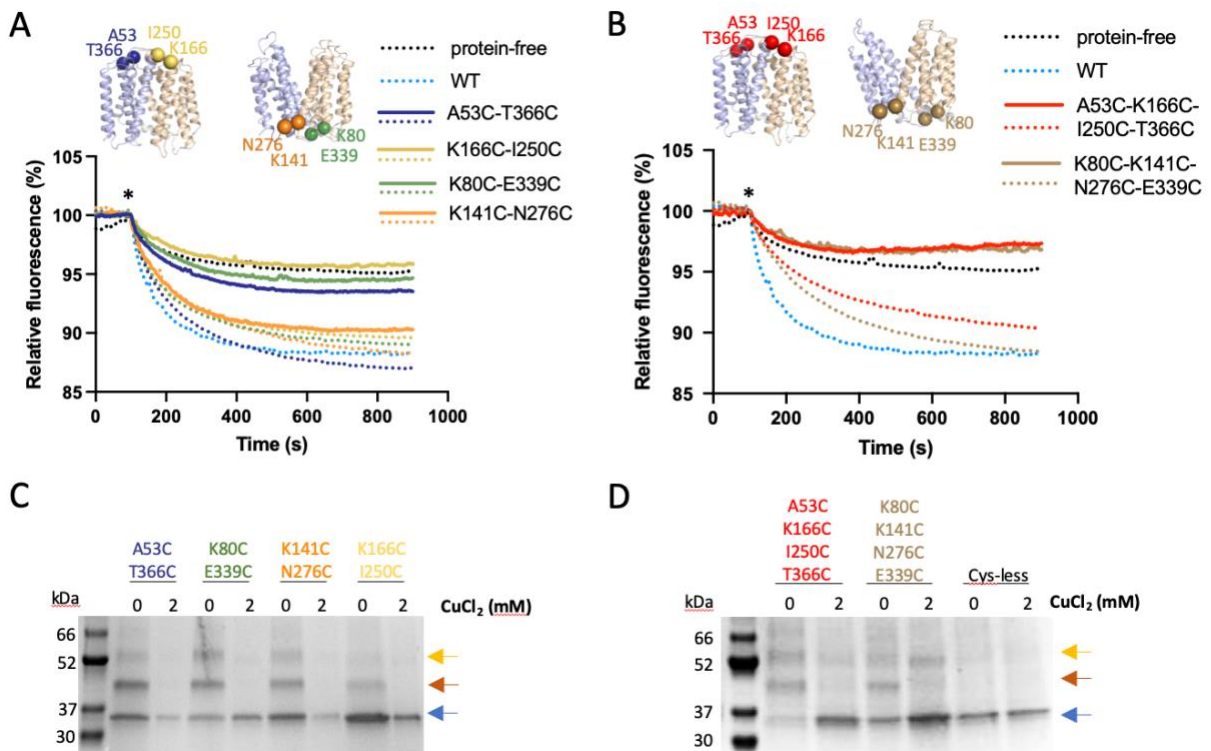 A
A53
T366
I250
K166
N276
K141
K80
E339
protein-free
WT
A53C-T366C
K166C-I250C
K80C-E339C
K141C-N276C
105
100
95
90
85
*
Relative fluorescence (%)
0 200 400 600 800 1000
Time (s)
B
A53
T366
I250
K166
N276
K141
K80
E339
protein-free
WT
A53C-K166C-
I250C-T366C
K80C-K141C-
N276C-E339C
105
100
95
90
85
*
Relative fluorescence (%)
0 200 400 600 800 1000
Time (s)
C
A53C K80C K141C K166C
T366C E339C N276C I250C
kDa 0 2 0 2 0 2 0 2 CuCl₂ (mM)
66
52
37
30
D
A53C K80C
K166C K141C
I250C N276C
T366C E339C Cys-less
kDa 0 2 0 2 0 2 CuCl₂ (mM)
66
52
37
30